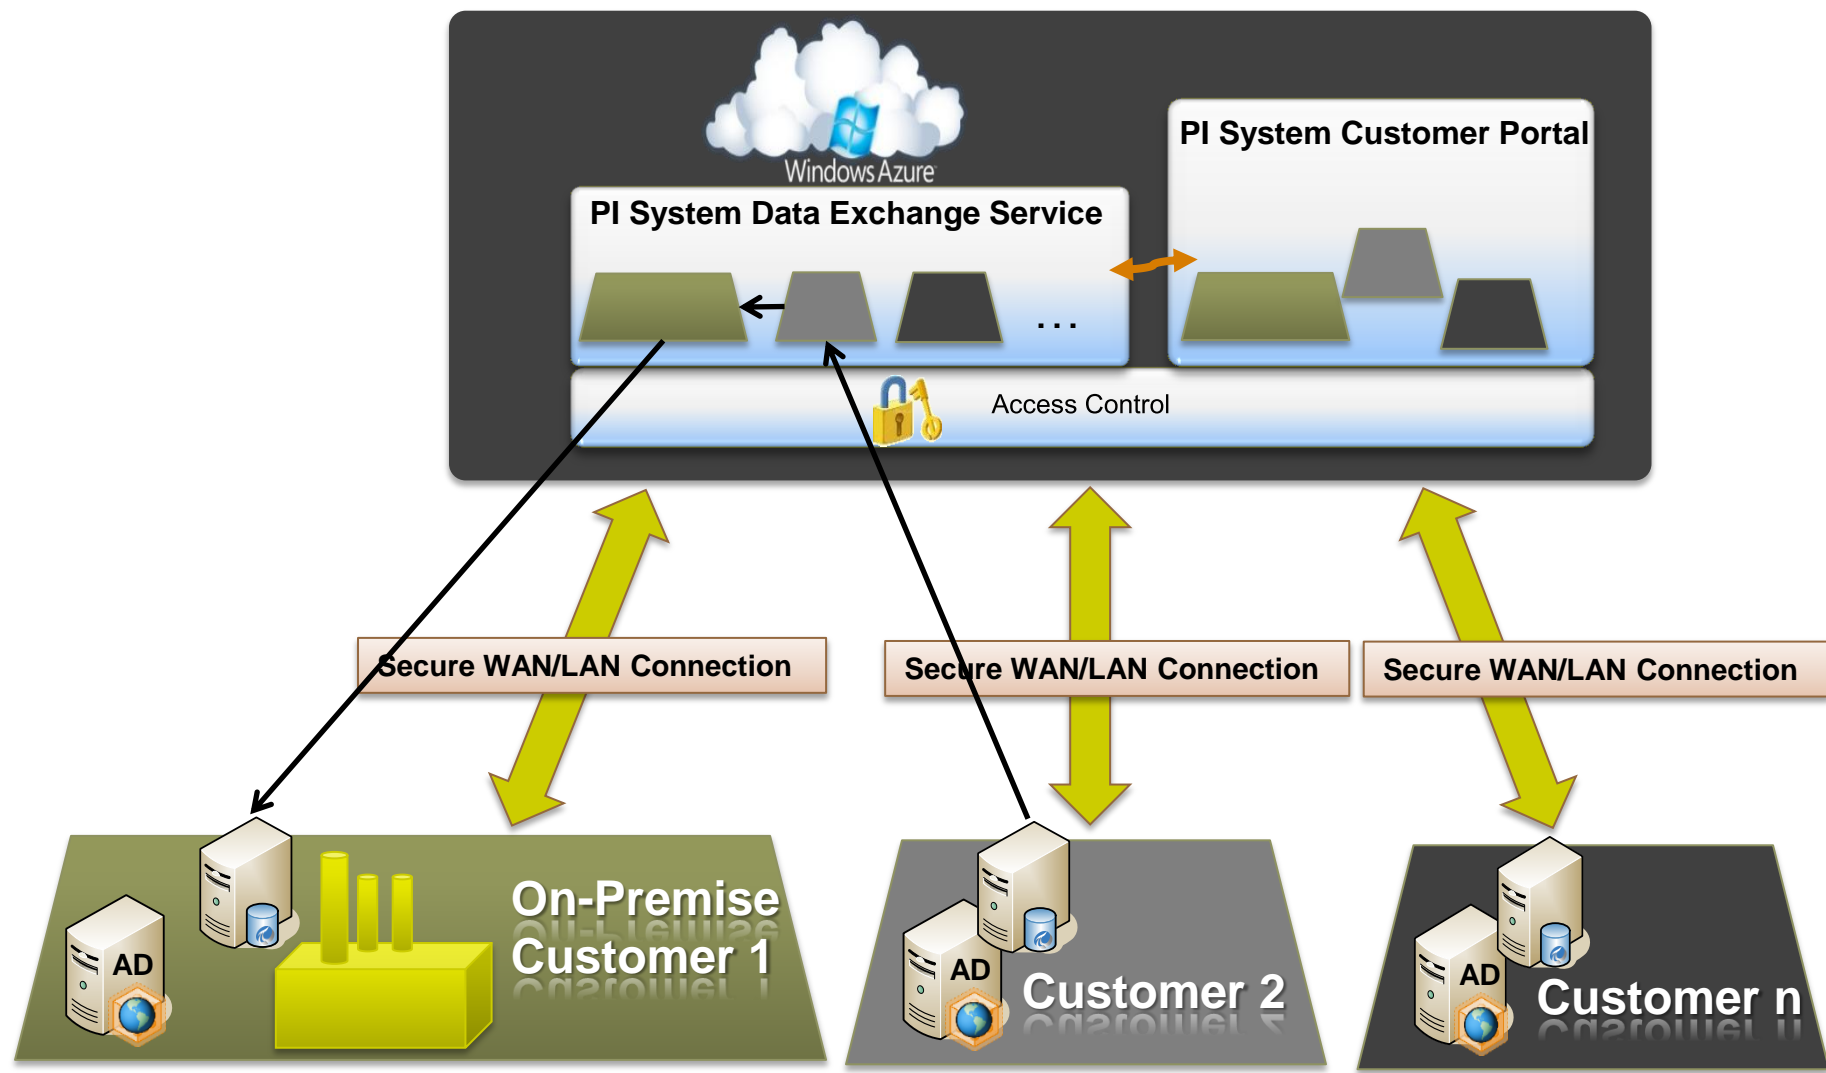 Windows Azure
PI System Customer Portal
PI System Data Exchange Service
...
Access Control
Secure WAN/LAN Connection
Secure WAN/LAN Connection
Secure WAN/LAN Connection
On-Premise
Customer 1
AD
AD
Customer 2
AD
Customer n